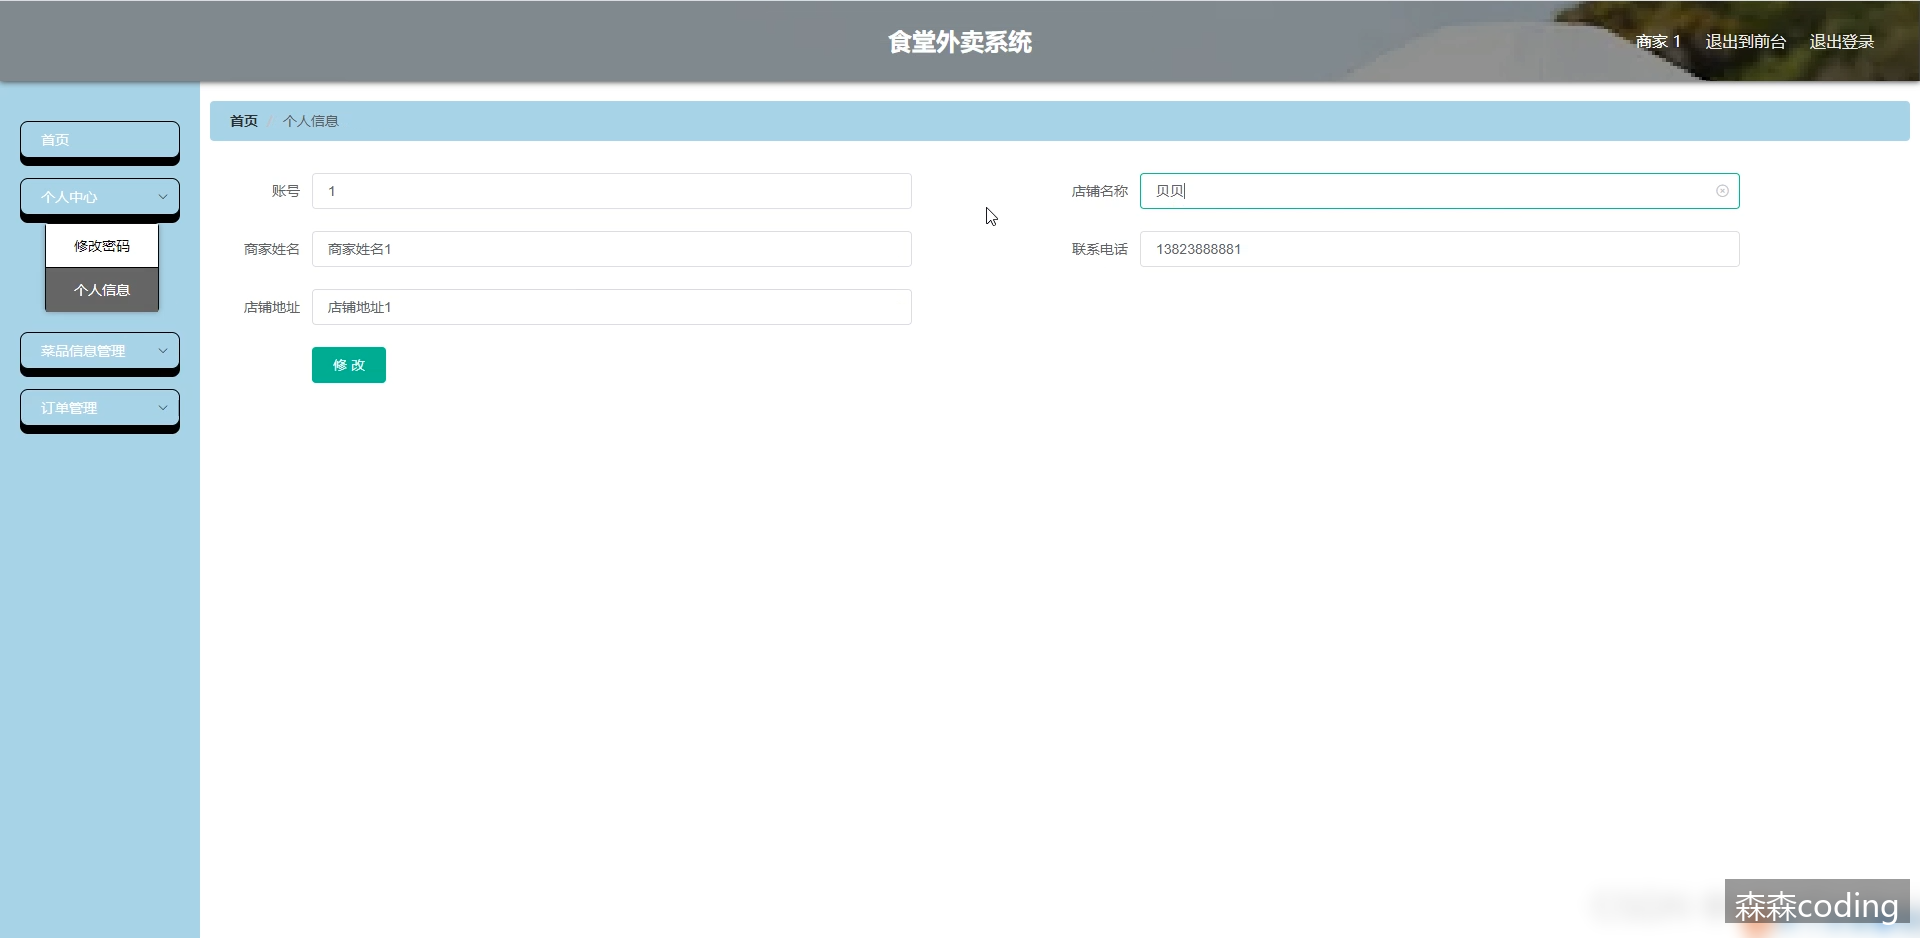 食堂外卖系统
商家 1 退出到前台 退出登录
首页
个人中心
修改密码
个人信息
菜品信息管理
订单管理
首页 / 个人信息
账号 1
店铺名称 贝贝
商家姓名 商家姓名1
联系电话 13823888881
店铺地址 店铺地址1
修 改
森森coding